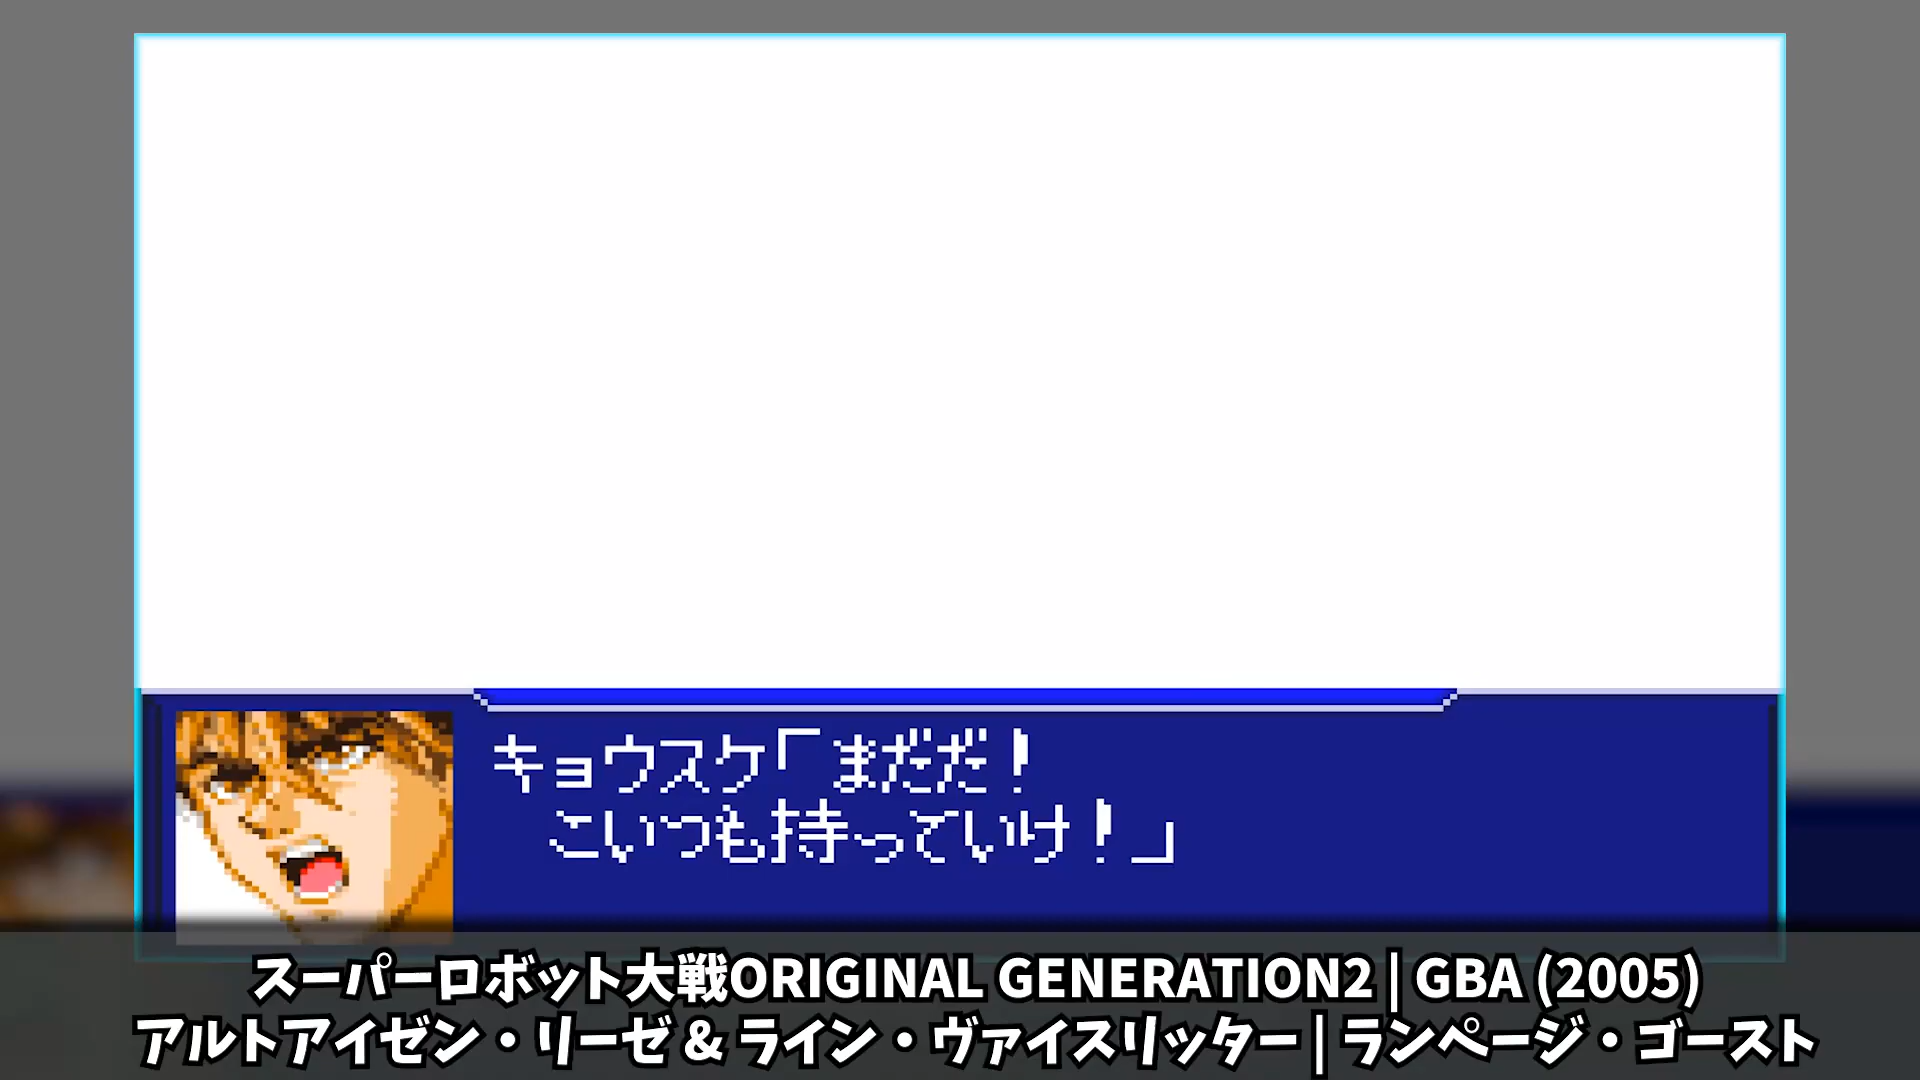 キョウスケ「まだだ！
こいつも持っていけ！」
スーパーロボット大戦ORIGINAL GENERATION2 | GBA (2005)
アルトアイゼン・リーゼ & ライン・ヴァイスリッター | ランページ・ゴースト